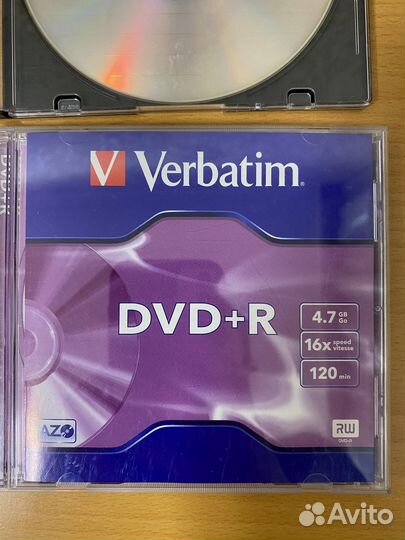 Verbatim
DVD+R
DVD+R
4.7 GB Go
16x speed vitesse
120 min
AZO
RW
DVD+R
Avito